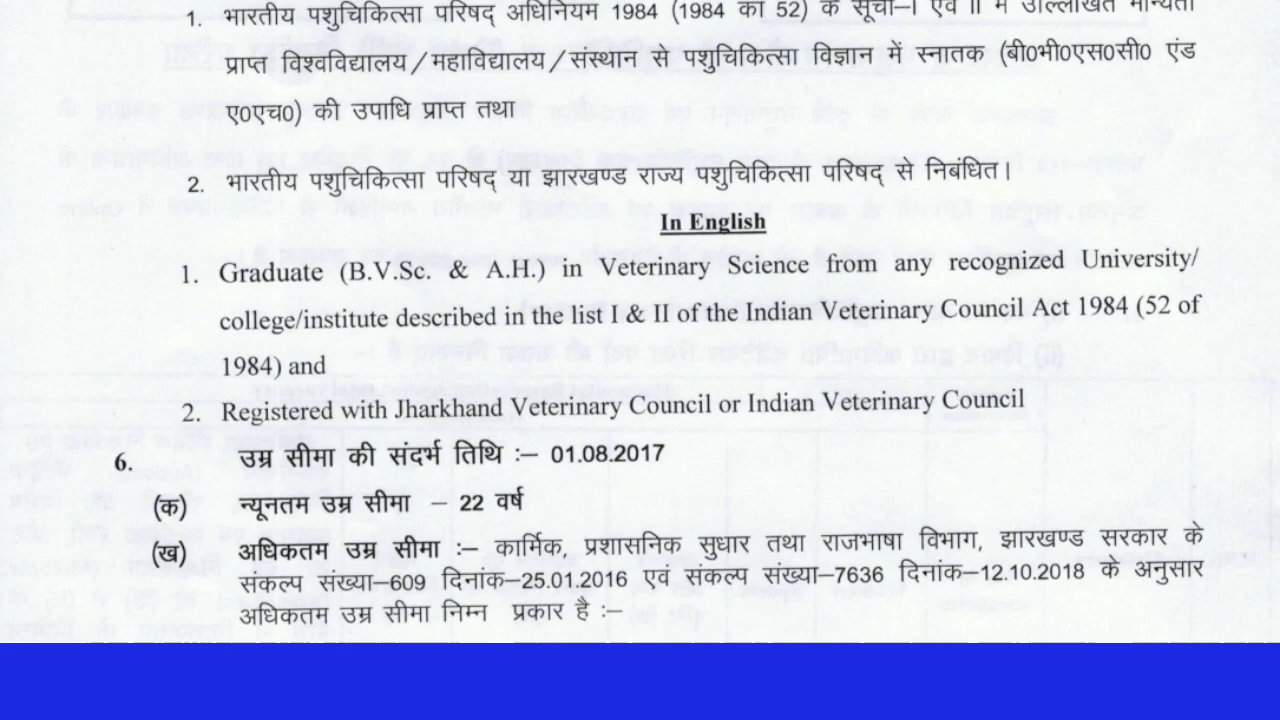 1. भारतीय पशुचिकित्सा परिषद् अधिनियम 1984 (1984 का 52) के सूची–I एवं II में उल्लिखित मान्यता
प्राप्त विश्वविद्यालय/महाविद्यालय/संस्थान से पशुचिकित्सा विज्ञान में स्नातक (बी0भी0एस0सी0 एंड
ए0एच0) की उपाधि प्राप्त तथा
2. भारतीय पशुचिकित्सा परिषद् या झारखण्ड राज्य पशुचिकित्सा परिषद् से निबंधित।
In English
1. Graduate (B.V.Sc. & A.H.) in Veterinary Science from any recognized University/
college/institute described in the list I & II of the Indian Veterinary Council Act 1984 (52 of
1984) and
2. Registered with Jharkhand Veterinary Council or Indian Veterinary Council
6. उम्र सीमा की संदर्भ तिथि :– 01.08.2017
(क) न्यूनतम उम्र सीमा – 22 वर्ष
(ख) अधिकतम उम्र सीमा :– कार्मिक, प्रशासनिक सुधार तथा राजभाषा विभाग, झारखण्ड सरकार के
संकल्प संख्या–609 दिनांक–25.01.2016 एवं संकल्प संख्या–7636 दिनांक–12.10.2018 के अनुसार
अधिकतम उम्र सीमा निम्न प्रकार है :–